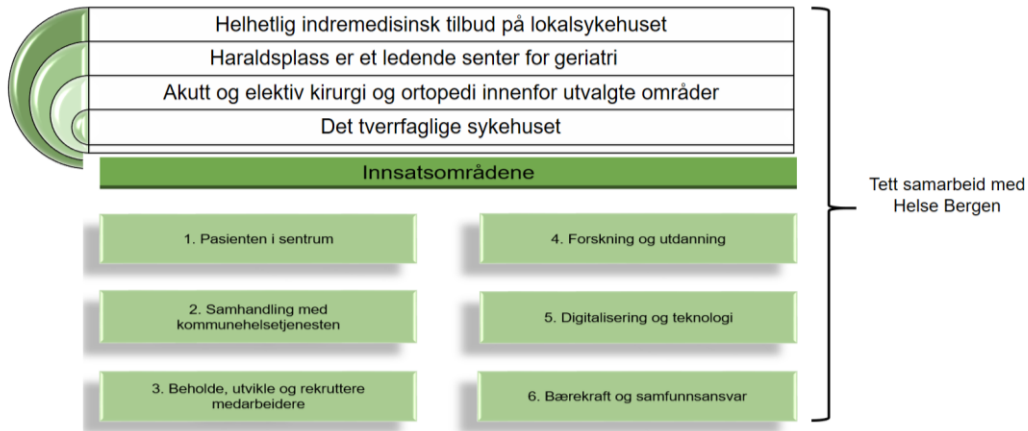 Helhetlig indremedisinsk tilbud på lokalsykehuset
Haraldsplass er et ledende senter for geriatri
Akutt og elektiv kirurgi og ortopedi innenfor utvalgte områder
Det tverrfaglige sykehuset
Innsatsområdene
1. Pasienten i sentrum
2. Samhandling med
kommunehelsetjenesten
3. Beholde, utvikle og rekruttere
medarbeidere
4. Forskning og utdanning
5. Digitalisering og teknologi
6. Bærekraft og samfunnsansvar
Tett samarbeid med
Helse Bergen